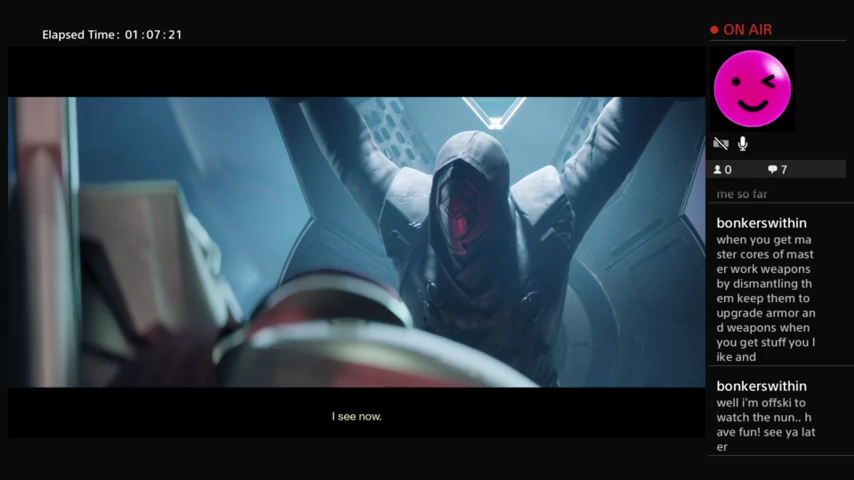 Elapsed Time: 01:07:21
ON AIR
0
7
me so far
bonkerswithin
when you get ma
ster cores of mast
er work weapons
by dismantling th
em keep them to
upgrade armor an
d weapons when
you get stuff you l
ike and
bonkerswithin
well i'm offski to
watch the nun.. h
ave fun! see ya lat
er
I see now.